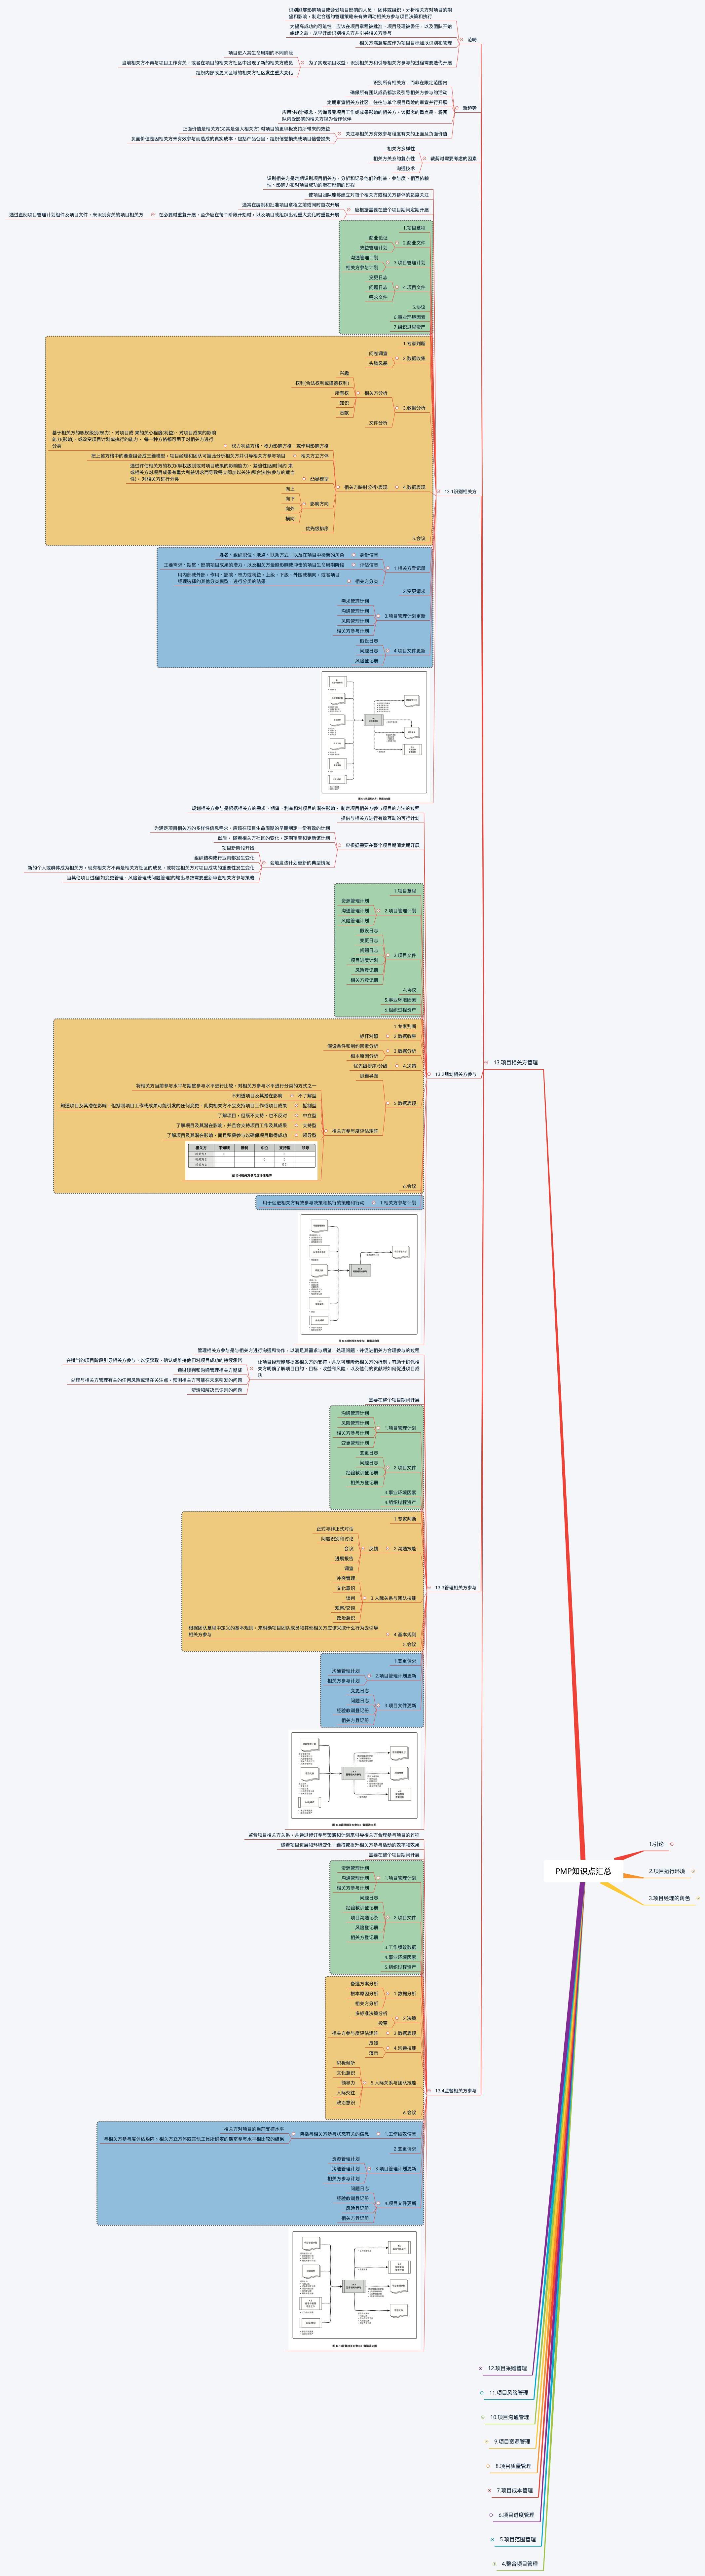 PMP知识点汇总
1.引论
2.项目运行环境
3.项目经理的角色
13.项目相关方管理
范畴
识别能够影响项目或会受项目影响的人员、团体或组织，分析相关方对项目的期
望和影响，制定合适的管理策略来有效调动相关方参与项目决策和执行
为提高成功的可能性，应该在项目章程被批准、项目经理被委任，以及团队开始
组建之后，尽早开始识别相关方并引导相关方参与
相关方满意度应作为项目目标加以识别和管理
为了实现项目收益，识别相关方和引导相关方参与的过程需要迭代开展
项目进入其生命周期的不同阶段
当前相关方不再与项目工作有关，或者在项目的相关方社区中出现了新的相关方成员
组织内部或更大区域的相关方社区发生重大变化
新趋势
识别所有相关方，而非在限定范围内
确保所有团队成员都涉及引导相关方参与的活动
定期审查相关方社区，往往与单个项目风险的审查并行开展
应用“共创”概念，咨询最受项目工作或成果影响的相关方。该概念的重点是，将团
队内受影响的相关方视为合作伙伴
关注与相关方有效参与程度有关的正面及负面价值
正面价值是相关方(尤其是强大相关方) 对项目的更积极支持所带来的效益
负面价值是因相关方未有效参与而造成的真实成本，包括产品召回、组织信誉损失或项目信誉损失
裁剪时需要考虑的因素
相关方多样性
相关方关系的复杂性
沟通技术
13.1识别相关方
识别相关方是定期识别项目相关方，分析和记录他们的利益、参与度、相互依赖
性、影响力和对项目成功的潜在影响的过程
使项目团队能够建立对每个相关方或相关方群体的适度关注
应根据需要在整个项目期间定期开展
通常在编制和批准项目章程之前或同时首次开展
在必要时重复开展，至少应在每个阶段开始时，以及项目或组织出现重大变化时重复开展
通过查阅项目管理计划组件及项目文件，来识别有关的项目相关方
1.项目章程
2.商业文件
商业论证
效益管理计划
3.项目管理计划
沟通管理计划
相关方参与计划
4.项目文件
变更日志
问题日志
需求文件
5.协议
6.事业环境因素
7.组织过程资产
1.专家判断
2.数据收集
问卷调查
头脑风暴
3.数据分析
相关方分析
兴趣
权利(合法权利或道德权利)
所有权
知识
贡献
文件分析
4.数据表现
相关方映射分析/表现
权力利益方格、权力影响方格，或作用影响方格
基于相关方的职权级别(权力)、对项目成 果的关心程度(利益)、对项目成果的影响
能力(影响)，或改变项目计划或执行的能力， 每一种方格都可用于对相关方进行
分类
相关方立方体
把上述方格中的要素组合成三维模型，项目经理和团队可据此分析相关方并引导相关方参与项目
凸显模型
通过评估相关方的权力(职权级别或对项目成果的影响能力)、紧迫性(因时间约 束
或相关方对项目成果有重大利益诉求而导致需立即加以关注)和合法性(参与的适当
性)， 对相关方进行分类
影响方向
向上
向下
向外
横向
优先级排序
5.会议
1.相关方登记册
身份信息
姓名、组织职位、地点、联系方式，以及在项目中扮演的角色
评估信息
主要需求、期望、影响项目成果的潜力，以及相关方最能影响或冲击的项目生命周期阶段
相关方分类
用内部或外部，作用、影响、权力或利益，上级、下级、外围或横向，或者项目
经理选择的其他分类模型，进行分类的结果
2.变更请求
3.项目管理计划更新
需求管理计划
沟通管理计划
风险管理计划
相关方参与计划
4.项目文件更新
假设日志
问题日志
风险登记册
13.2规划相关方参与
规划相关方参与是根据相关方的需求、期望、利益和对项目的潜在影响， 制定项目相关方参与项目的方法的过程
提供与相关方进行有效互动的可行计划
应根据需要在整个项目期间定期开展
为满足项目相关方的多样性信息需求，应该在项目生命周期的早期制定一份有效的计划
然后， 随着相关方社区的变化，定期审查和更新该计划
会触发该计划更新的典型情况
项目新阶段开始
组织结构或行业内部发生变化
新的个人或群体成为相关方，现有相关方不再是相关方社区的成员，或特定相关方对项目成功的重要性发生变化
当其他项目过程(如变更管理、风险管理或问题管理)的输出导致需要重新审查相关方参与策略
1.项目章程
2.项目管理计划
资源管理计划
沟通管理计划
风险管理计划
3.项目文件
假设日志
变更日志
问题日志
项目进度计划
风险登记册
相关方登记册
4.协议
5.事业环境因素
6.组织过程资产
1.专家判断
2.数据收集
标杆对照
3.数据分析
假设条件和制约因素分析
根本原因分析
4.决策
优先级排序/分级
5.数据表现
思维导图
相关方参与度评估矩阵
将相关方当前参与水平与期望参与水平进行比较，对相关方参与水平进行分类的方式之一
不了解型
不知道项目及其潜在影响
抵制型
知道项目及其潜在影响，但抵制项目工作或成果可能引发的任何变更。此类相关方不会支持项目工作或项目成果
中立型
了解项目，但既不支持，也不反对
支持型
了解项目及其潜在影响，并且会支持项目工作及其成果
领导型
了解项目及其潜在影响，而且积极参与以确保项目取得成功
6.会议
1.相关方参与计划
用于促进相关方有效参与决策和执行的策略和行动
13.3管理相关方参与
管理相关方参与是与相关方进行沟通和协作，以满足其需求与期望、处理问题，并促进相关方合理参与的过程
让项目经理能够提高相关方的支持，并尽可能降低相关方的抵制；有助于确保相
关方明确了解项目目的、目标、收益和风险，以及他们的贡献将如何促进项目成
功
在适当的项目阶段引导相关方参与，以便获取、确认或维持他们对项目成功的持续承诺
通过谈判和沟通管理相关方期望
处理与相关方管理有关的任何风险或潜在关注点，预测相关方可能在未来引发的问题
澄清和解决已识别的问题
需要在整个项目期间开展
1.项目管理计划
沟通管理计划
风险管理计划
相关方参与计划
变更管理计划
2.项目文件
变更日志
问题日志
经验教训登记册
相关方登记册
3.事业环境因素
4.组织过程资产
1.专家判断
2.沟通技能
反馈
正式与非正式对话
问题识别和讨论
会议
进展报告
调查
3.人际关系与团队技能
冲突管理
文化意识
谈判
观察/交谈
政治意识
4.基本规则
根据团队章程中定义的基本规则，来明确项目团队成员和其他相关方应该采取什么行为去引导
相关方参与
5.会议
1.变更请求
2.项目管理计划更新
沟通管理计划
相关方参与计划
3.项目文件更新
变更日志
问题日志
经验教训登记册
相关方登记册
13.4监督相关方参与
监督项目相关方关系，并通过修订参与策略和计划来引导相关方合理参与项目的过程
随着项目进展和环境变化，维持或提升相关方参与活动的效率和效果
需要在整个项目期间开展
1.项目管理计划
资源管理计划
沟通管理计划
相关方参与计划
2.项目文件
问题日志
经验教训登记册
项目沟通记录
风险登记册
相关方登记册
3.工作绩效数据
4.事业环境因素
5.组织过程资产
1.数据分析
备选方案分析
根本原因分析
相关方分析
2.决策
多标准决策分析
投票
3.数据表现
相关方参与度评估矩阵
4.沟通技能
反馈
演示
5.人际关系与团队技能
积极倾听
文化意识
领导力
人际交往
政治意识
6.会议
1.工作绩效信息
包括与相关方参与状态有关的信息
相关方对项目的当前支持水平
与相关方参与度评估矩阵、相关方立方体或其他工具所确定的期望参与水平相比较的结果
2.变更请求
3.项目管理计划更新
资源管理计划
沟通管理计划
相关方参与计划
4.项目文件更新
问题日志
经验教训登记册
风险登记册
相关方登记册
12.项目采购管理
11.项目风险管理
10.项目沟通管理
9.项目资源管理
8.项目质量管理
7.项目成本管理
6.项目进度管理
5.项目范围管理
4.整合项目管理